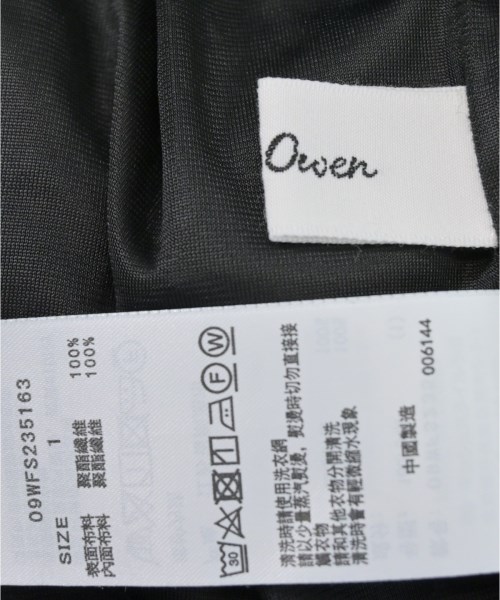 Owen
09WFS235163
SIZE 1
表面布料 聚酯纖維 100%
內面布料 聚酯纖維 100%
30
F
W
清洗時請使用洗衣網
請以少量蒸汽熨燙，熨燙時切勿直接接
觸衣物
請和其他衣物分開清洗
清洗時會有輕微縮水現象
中國製造
006144